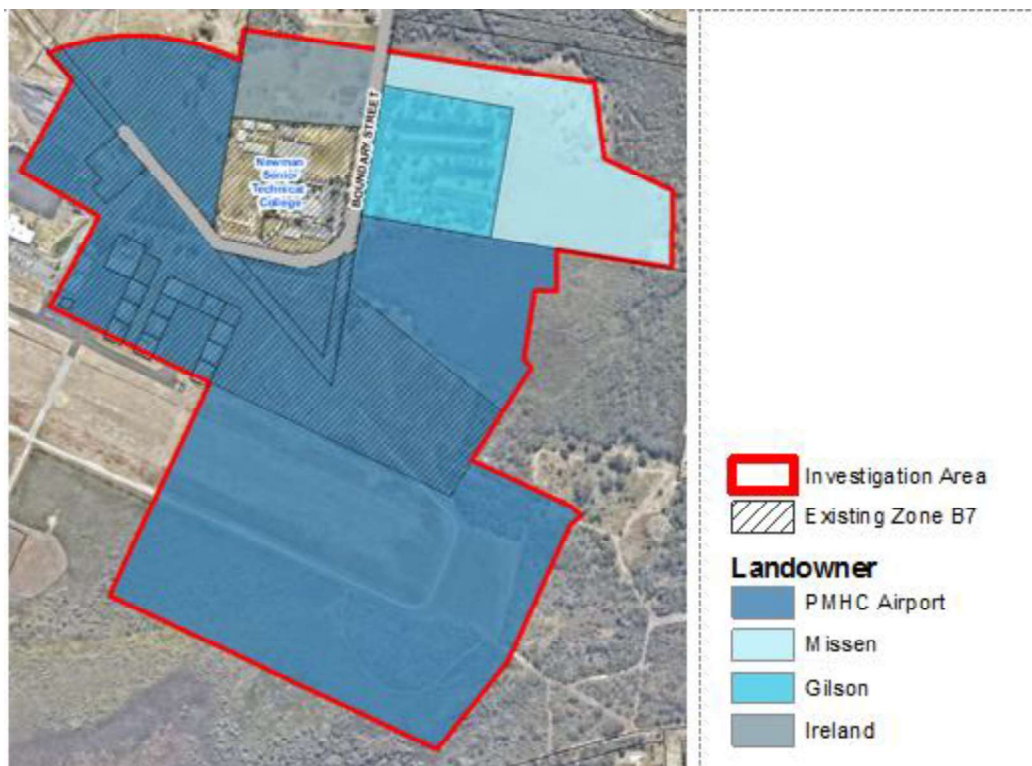 BOUNDARY STREET
Newman
Senior
Technical
College
Investigation Area
Existing Zone B7
Landowner
PMHC Airport
Missen
Gilson
Ireland